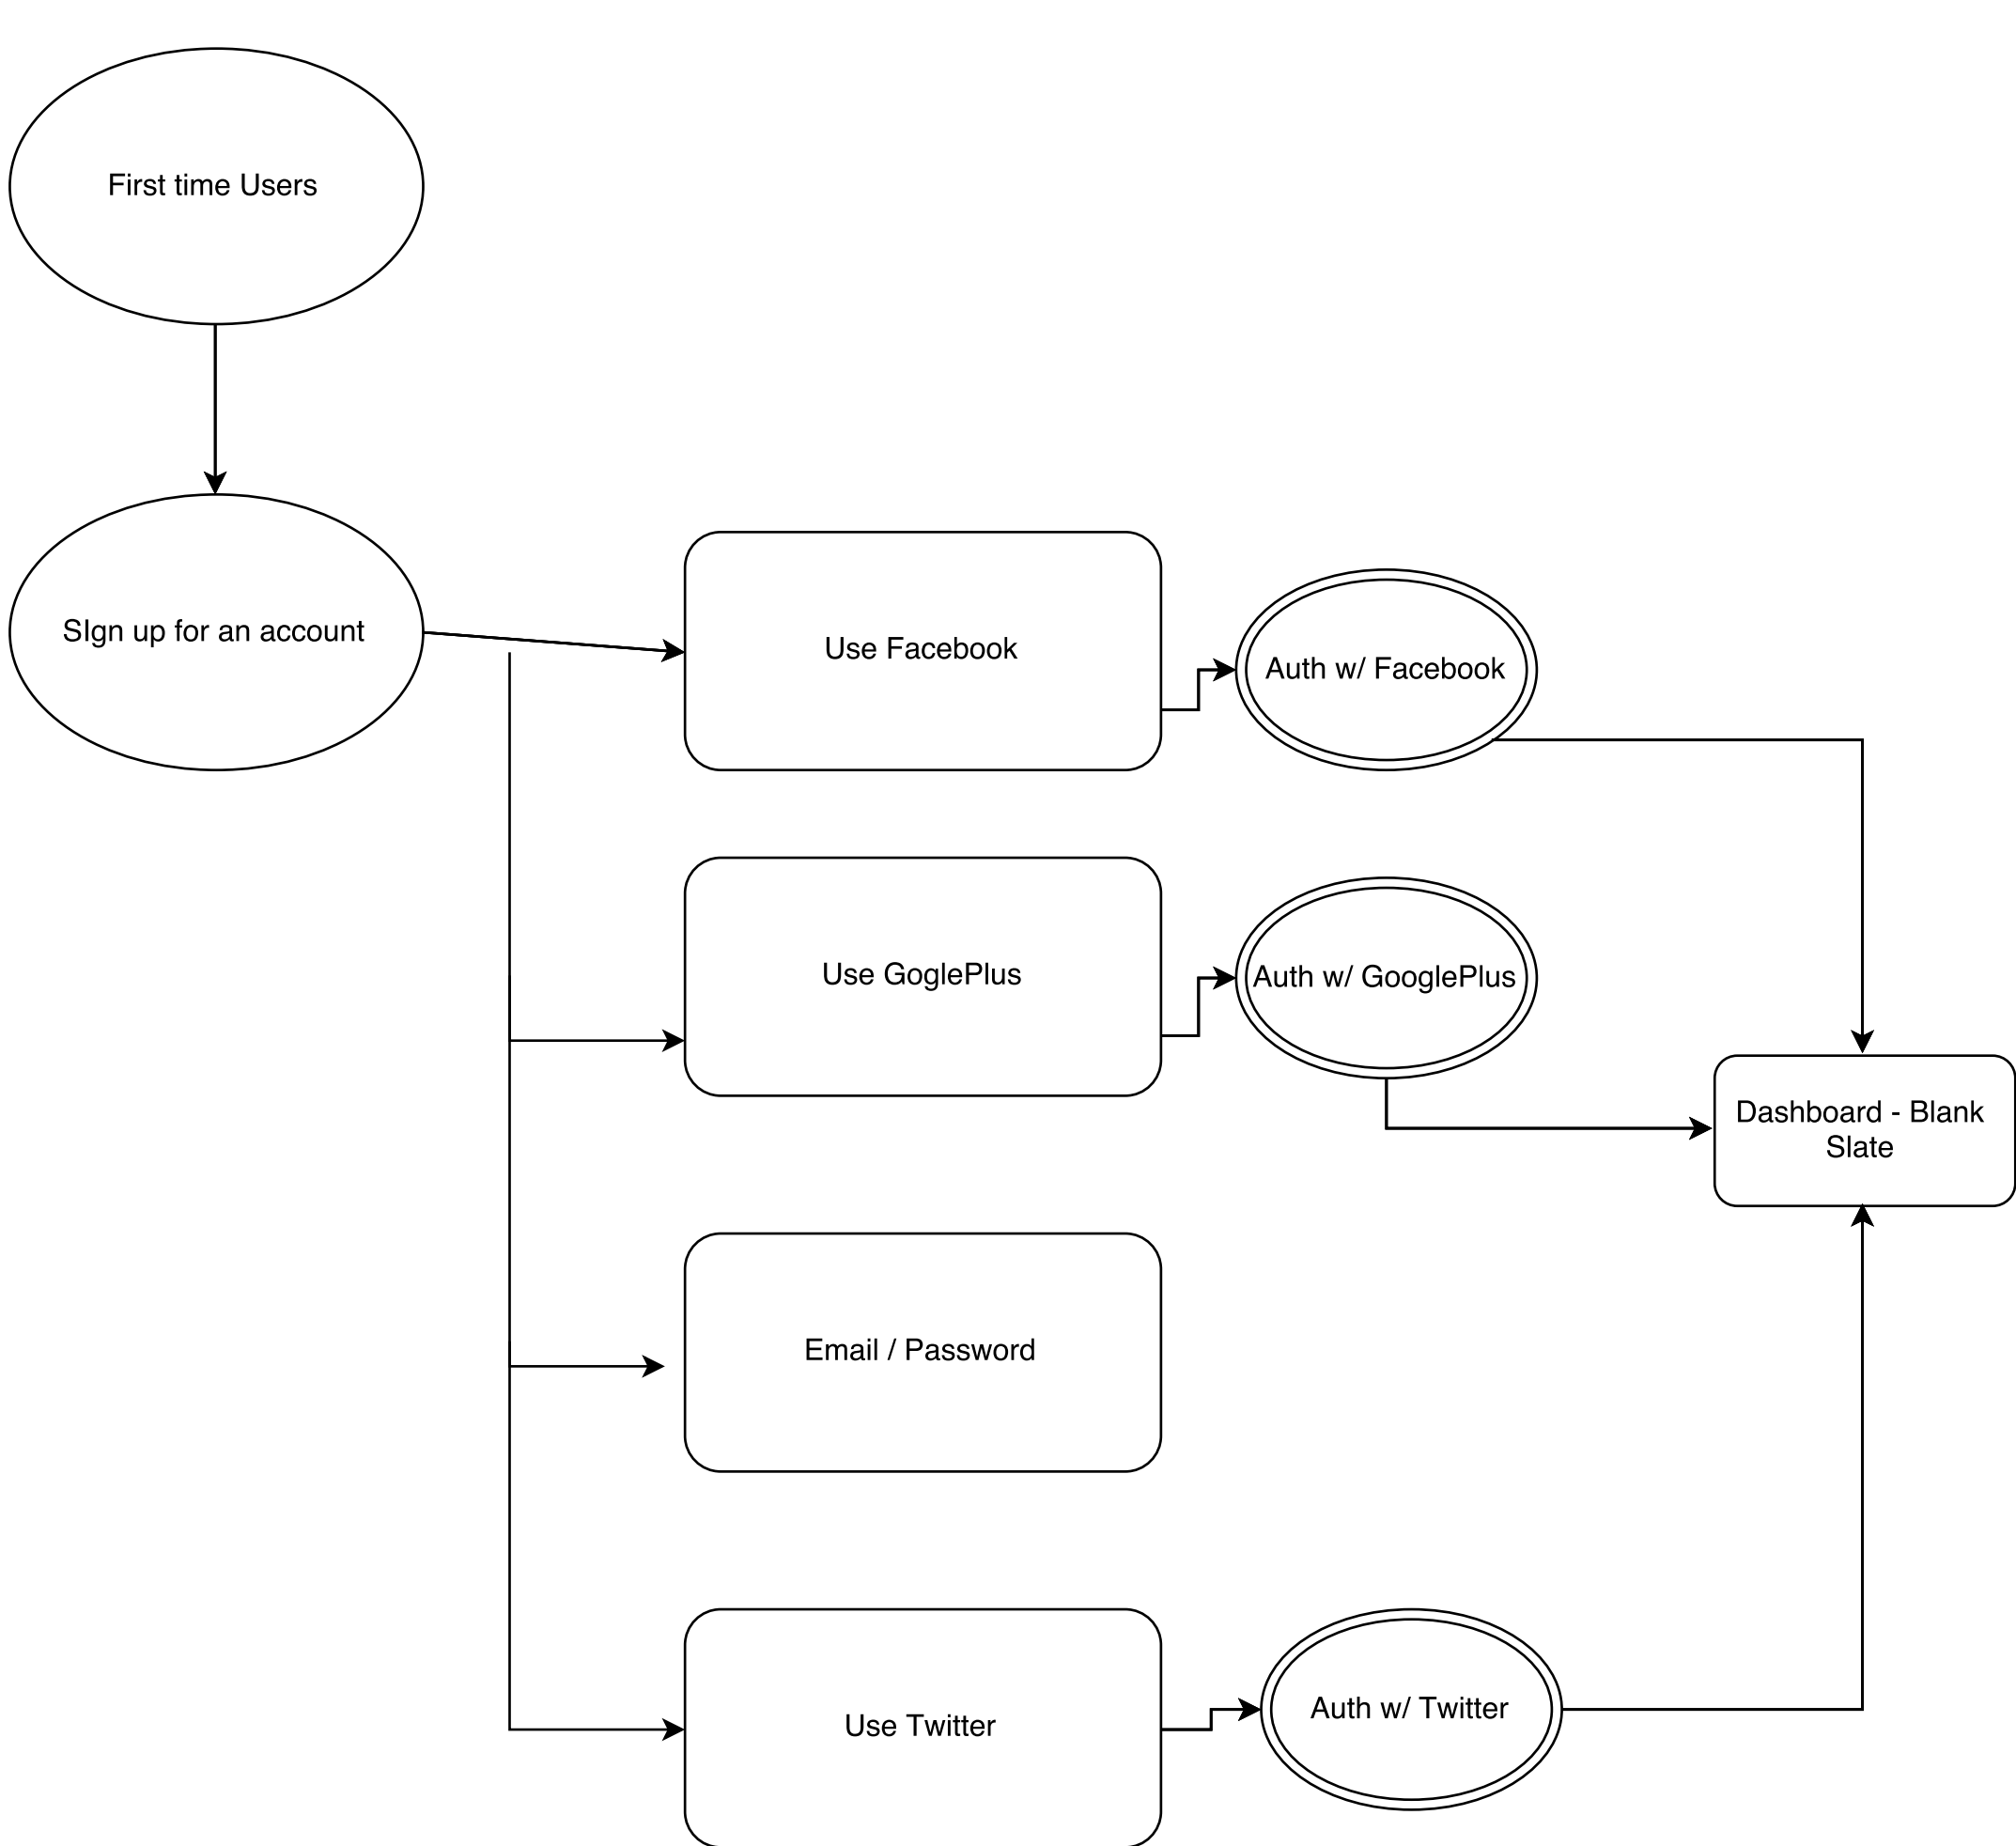 First time Users
SIgn up for an account
Use Facebook
Auth w/ Facebook
Use GoglePlus
Auth w/ GooglePlus
Dashboard - Blank
Slate
Email / Password
Use Twitter
Auth w/ Twitter